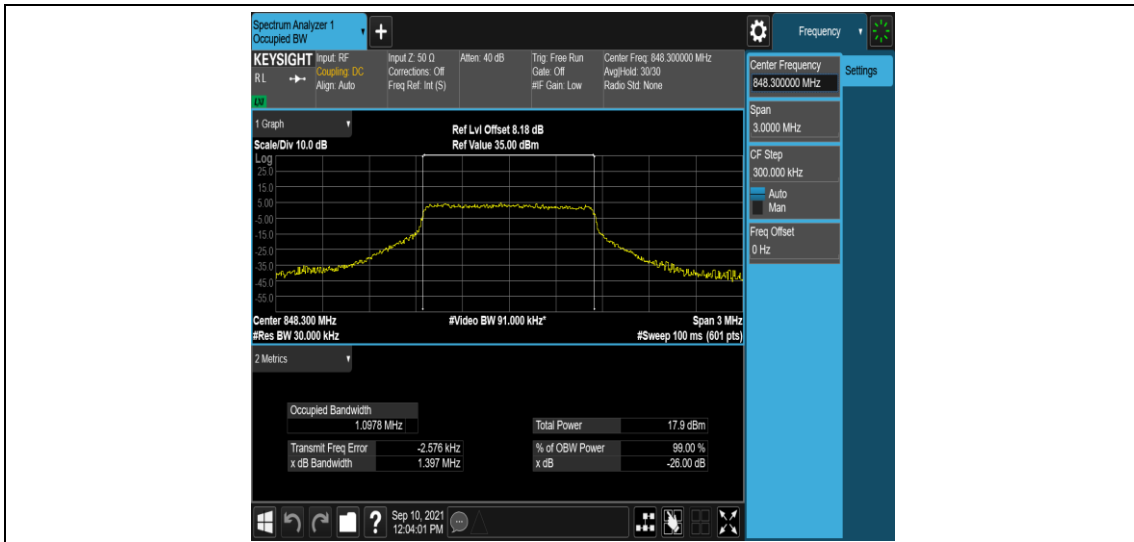 Spectrum Analyzer 1
Occupied BW
+
Frequency
KEYSIGHT
RL
LXI
Input: RF
Coupling: DC
Align: Auto
Input Z: 50 Ω
Corrections: Off
Freq Ref: Int (S)
Atten: 40 dB
Trig: Free Run
Gate: Off
#IF Gain: Low
Center Freq: 848.300000 MHz
Avg|Hold: 30/30
Radio Std: None
Center Frequency
848.300000 MHz
Settings
Span
3.0000 MHz
CF Step
300.000 kHz
Auto
Man
Freq Offset
0 Hz
1 Graph
Scale/Div 10.0 dB
Ref Lvl Offset 8.18 dB
Ref Value 35.00 dBm
Log
25.0
15.0
5.00
-5.00
-15.0
-25.0
-35.0
-45.0
-55.0
Center 848.300 MHz
#Video BW 91.000 kHz*
Span 3 MHz
#Res BW 30.000 kHz
#Sweep 100 ms (601 pts)
2 Metrics
Occupied Bandwidth
1.0978 MHz
Total Power 17.9 dBm
Transmit Freq Error -2.576 kHz
% of OBW Power 99.00 %
x dB Bandwidth 1.397 MHz
x dB -26.00 dB
?
Sep 10, 2021
12:04:01 PM